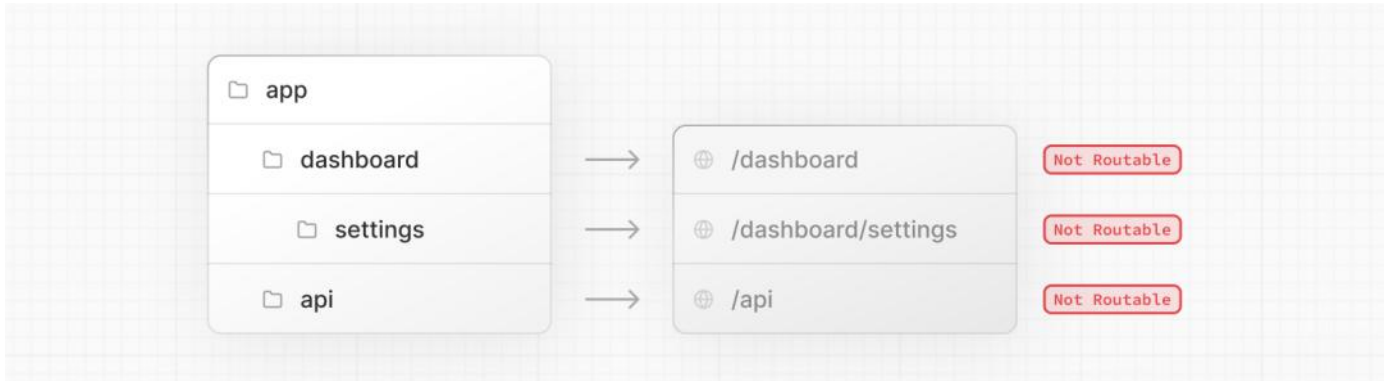 app
dashboard
/dashboard
Not Routable
settings
/dashboard/settings
Not Routable
api
/api
Not Routable